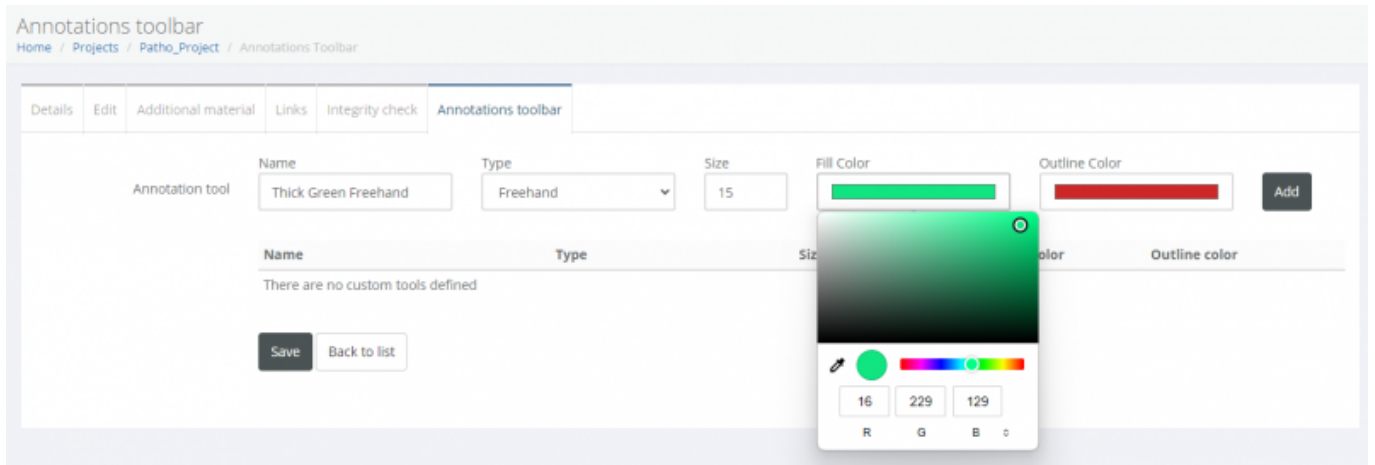 Annotations toolbar
Home / Projects / Patho_Project / Annotations Toolbar
Details Edit Additional material Links Integrity check Annotations toolbar
Name Type Size Fill Color Outline Color
Annotation tool Thick Green Freehand Freehand 15 Add
Name Type Siz olor Outline color
There are no custom tools defined
Save Back to list
16 229 129
R G B